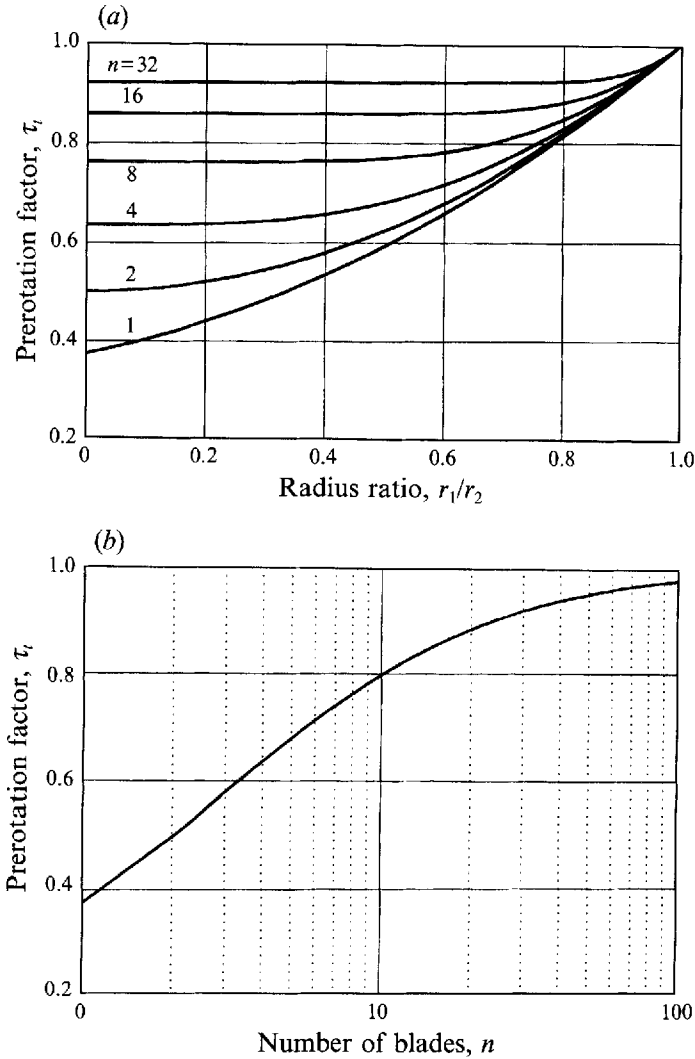 (a)
1.0
n=32
16
Prerotation factor, τt
0.8
8
4
0.6
2
1
0.4
0.2
0 0.2 0.4 0.6 0.8 1.0
Radius ratio, r1/r2
(b)
1.0
Prerotation factor, τt
0.8
0.6
0.4
0.2
0 10 100
Number of blades, n